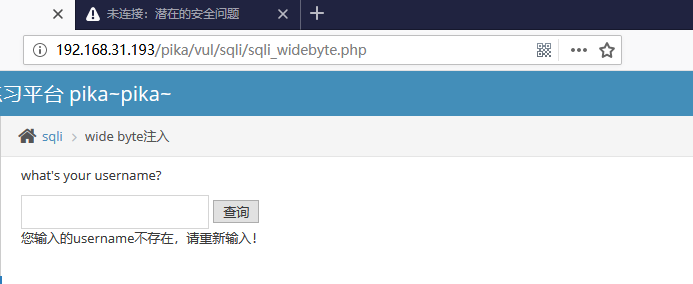 未连接：潜在的安全问题
192.168.31.193/pika/vul/sqli/sqli_widebyte.php
习平台 pika~pika~
sqli > wide byte注入
what's your username?
查询
您输入的username不存在，请重新输入！